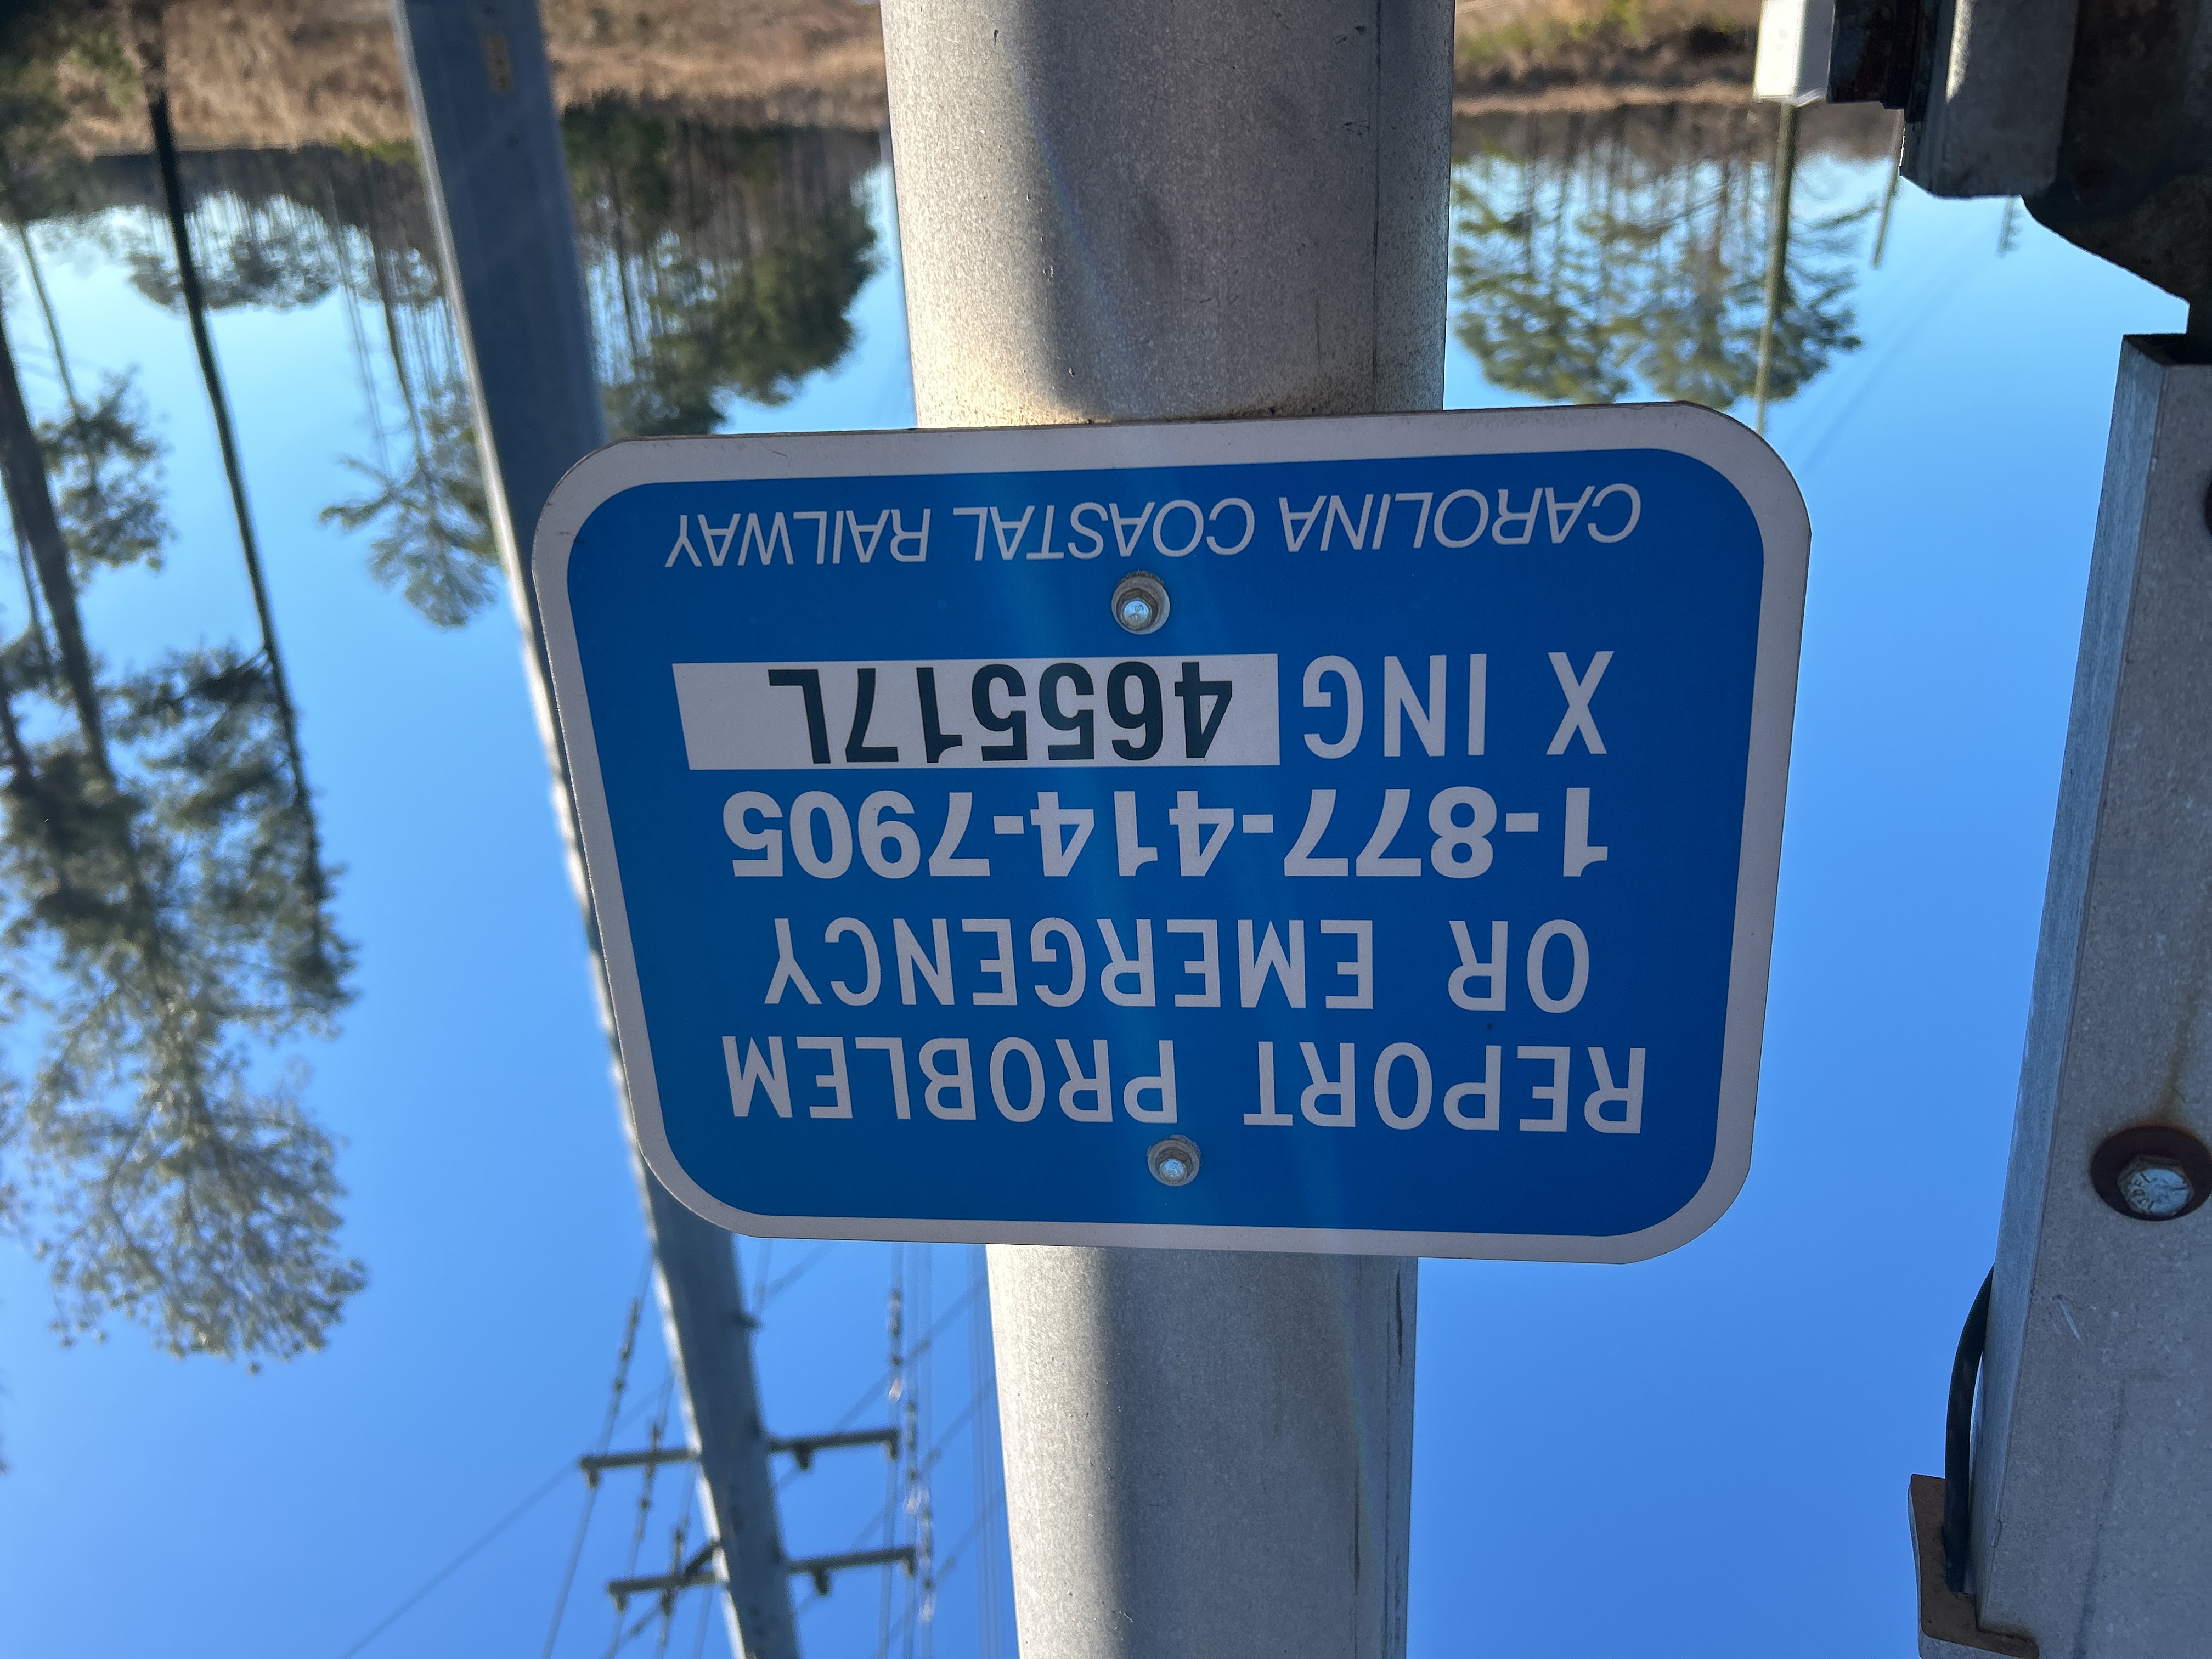 REPORT PROBLEM
OR EMERGENCY
1-877-414-7905
X ING 465517L
CAROLINA COASTAL RAILWAY